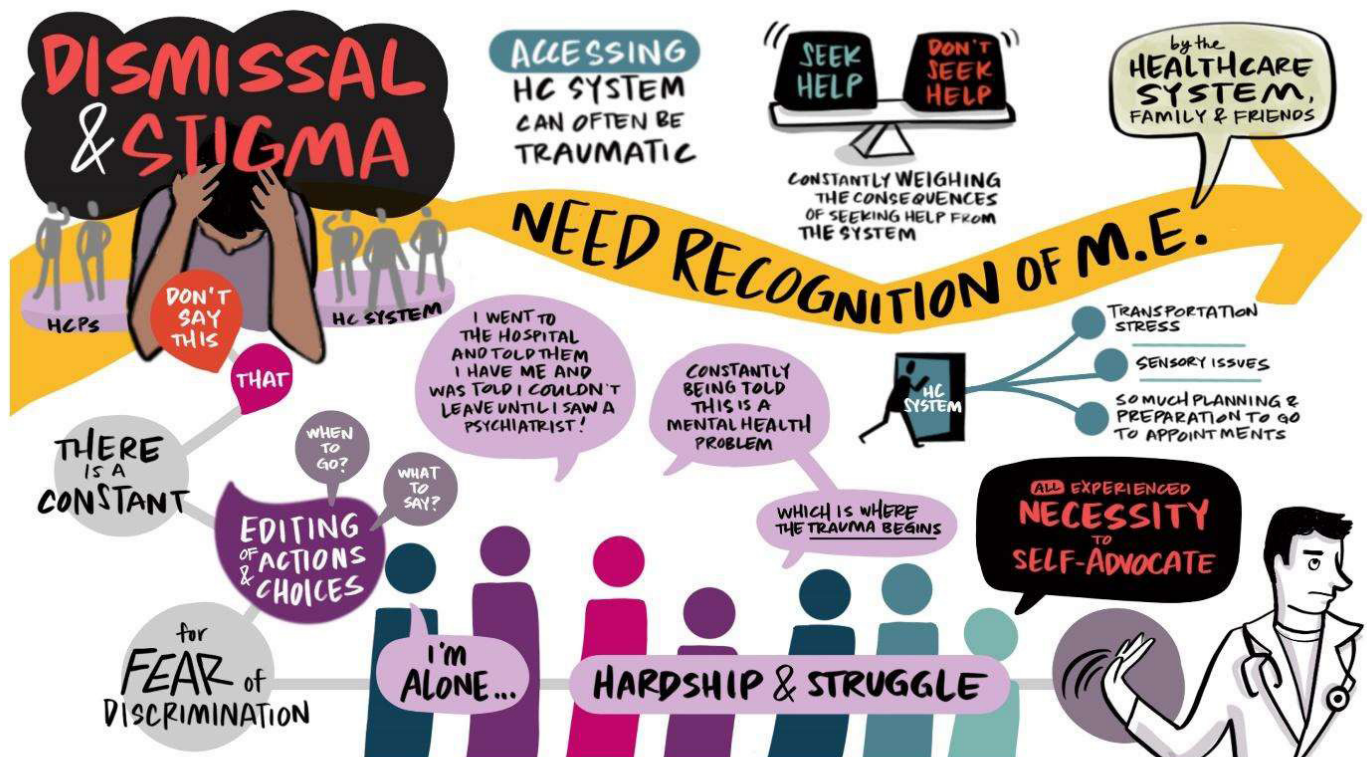 DISMISSAL
& STIGMA
HCPs
HC SYSTEM
DON'T
SAY
THIS
THAT
ACCESSING
HC SYSTEM
CAN OFTEN BE
TRAUMATIC
SEEK
HELP
DON'T
SEEK
HELP
CONSTANTLY WEIGHING
THE CONSEQUENCES
OF SEEKING HELP FROM
THE SYSTEM
NEED RECOGNITION OF M.E.
by the
HEALTHCARE
SYSTEM,
FAMILY & FRIENDS
THERE
IS A
CONSTANT
EDITING
OF ACTIONS
& CHOICES
WHEN
TO
GO?
WHAT
TO
SAY?
for
FEAR of
DISCRIMINATION
I WENT TO
THE HOSPITAL
AND TOLD THEM
I HAVE ME AND
WAS TOLD I COULDN'T
LEAVE UNTIL I SAW A
PSYCHIATRIST!
CONSTANTLY
BEING TOLD
THIS IS A
MENTAL HEALTH
PROBLEM
WHICH IS WHERE
THE TRAUMA BEGINS
HC
SYSTEM
TRANSPORTATION
STRESS
SENSORY ISSUES
SO MUCH PLANNING &
PREPARATION TO GO
TO APPOINTMENTS
ALL EXPERIENCED
NECESSITY
TO
SELF-ADVOCATE
I'M
ALONE...
HARDSHIP & STRUGGLE